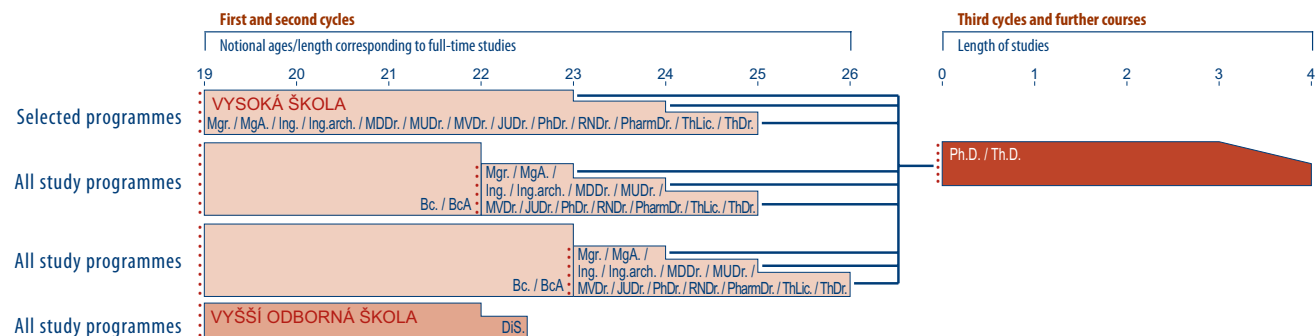 First and second cycles
Third cycles and further courses
Notional ages/length corresponding to full-time studies
Length of studies
19 20 21 22 23 24 25 26
0 1 2 3 4
Selected programmes
VYSOKÁ ŠKOLA
Mgr. / MgA. / Ing. / Ing.arch. / MDDr. / MUDr. / MVDr. / JUDr. / PhDr. / RNDr. / PharmDr. / ThLic. / ThDr.
Ph.D. / Th.D.
All study programmes
Bc. / BcA
Mgr. / MgA. /
Ing. / Ing.arch. / MDDr. / MUDr. /
MVDr. / JUDr. / PhDr. / RNDr. / PharmDr. / ThLic. / ThDr.
All study programmes
Bc. / BcA
Mgr. / MgA. /
Ing. / Ing.arch. / MDDr. / MUDr. /
MVDr. / JUDr. / PhDr. / RNDr. / PharmDr. / ThLic. / ThDr.
All study programmes
VYŠŠÍ ODBORNÁ ŠKOLA
DiS.